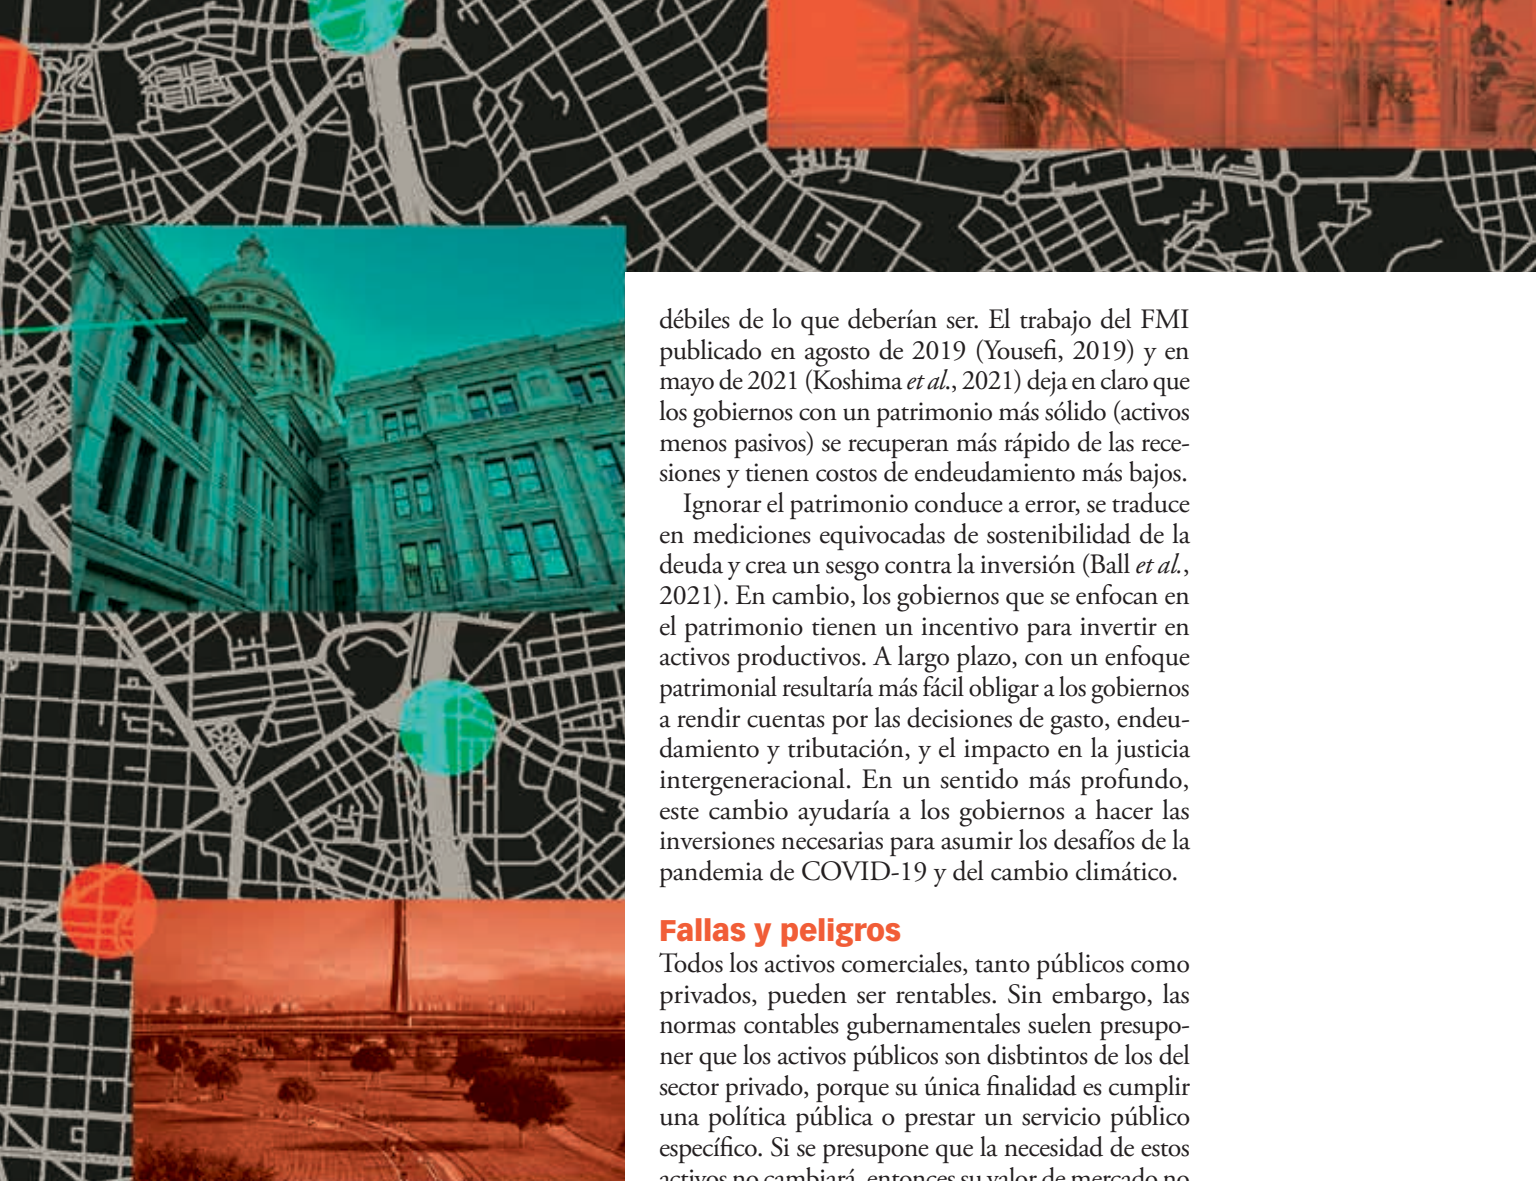 débiles de lo que deberían ser. El trabajo del FMI
publicado en agosto de 2019 (Yousefi, 2019) y en
mayo de 2021 (Koshima et al., 2021) deja en claro que
los gobiernos con un patrimonio más sólido (activos
menos pasivos) se recuperan más rápido de las rece-
siones y tienen costos de endeudamiento más bajos.
Ignorar el patrimonio conduce a error, se traduce
en mediciones equivocadas de sostenibilidad de la
deuda y crea un sesgo contra la inversión (Ball et al.,
2021). En cambio, los gobiernos que se enfocan en
el patrimonio tienen un incentivo para invertir en
activos productivos. A largo plazo, con un enfoque
patrimonial resultaría más fácil obligar a los gobiernos
a rendir cuentas por las decisiones de gasto, endeu-
damiento y tributación, y el impacto en la justicia
intergeneracional. En un sentido más profundo,
este cambio ayudaría a los gobiernos a hacer las
inversiones necesarias para asumir los desafíos de la
pandemia de COVID-19 y del cambio climático.
Fallas y peligros
Todos los activos comerciales, tanto públicos como
privados, pueden ser rentables. Sin embargo, las
normas contables gubernamentales suelen presupo-
ner que los activos públicos son disbtintos de los del
sector privado, porque su única finalidad es cumplir
una política pública o prestar un servicio público
específico. Si se presupone que la necesidad de estos
activos no cambiará, entonces su valor de mercado no